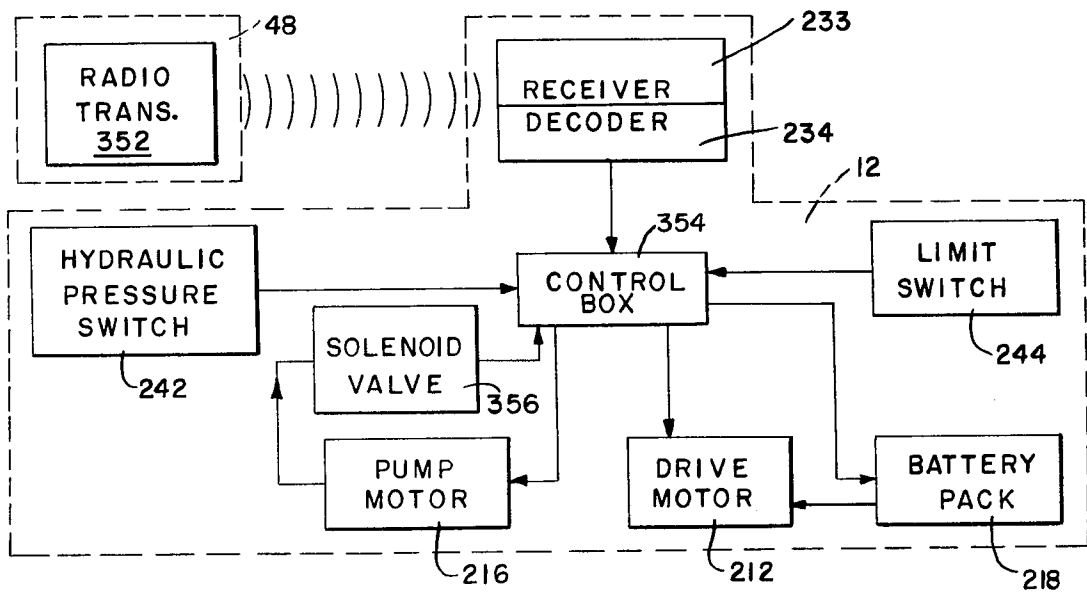 48
RADIO
TRANS.
352
233
RECEIVER
DECODER
234
12
HYDRAULIC
PRESSURE
SWITCH
242
354
CONTROL
BOX
LIMIT
SWITCH
244
SOLENOID
VALVE
356
PUMP
MOTOR
216
DRIVE
MOTOR
212
BATTERY
PACK
218